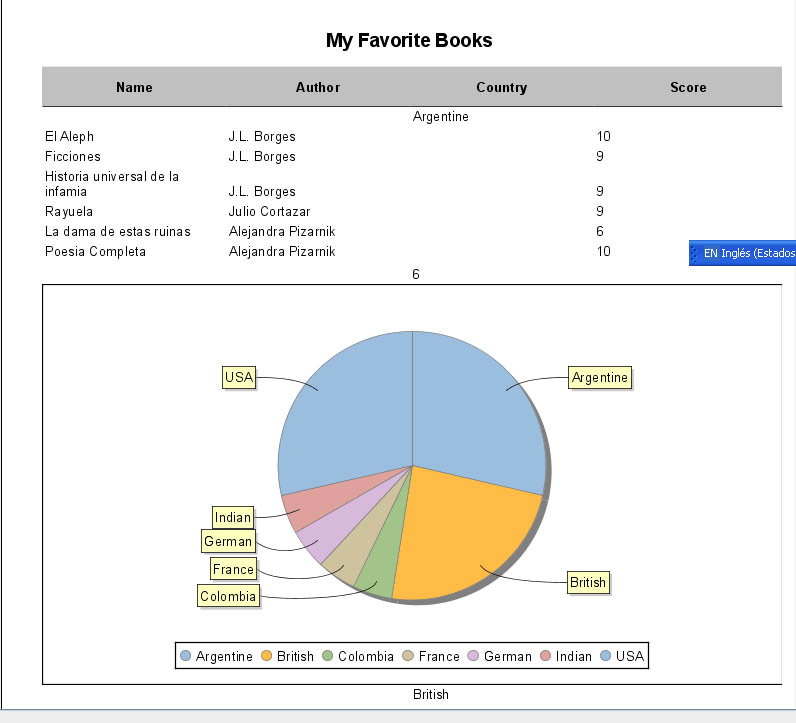 My Favorite Books
Name Author Country Score
Argentine
El Aleph J.L. Borges 10
Ficciones J.L. Borges 9
Historia universal de la
infamia J.L. Borges 9
Rayuela Julio Cortazar 9
La dama de estas ruinas Alejandra Pizarnik 6
Poesia Completa Alejandra Pizarnik 10
EN Inglés (Estados
6
USA Argentine
Indian
German
France
British
Colombia
Argentine British Colombia France German Indian USA
British